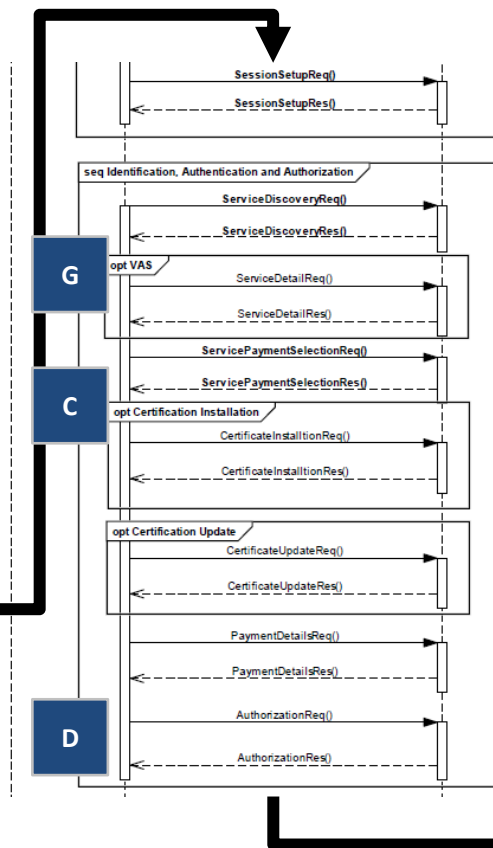 SessionSetupReq()
SessionSetupRes()
seq Identification, Authentication and Authorization
ServiceDiscoveryReq()
ServiceDiscoveryRes()
G
opt VAS
ServiceDetailReq()
ServiceDetailRes()
ServicePaymentSelectionReq()
ServicePaymentSelectionRes()
C
opt Certification Installation
CertificateInstalltionReq()
CertificateInstalltionRes()
opt Certification Update
CertificateUpdateReq()
CertificateUpdateRes()
PaymentDetailsReq()
PaymentDetailsRes()
D
AuthorizationReq()
AuthorizationRes()